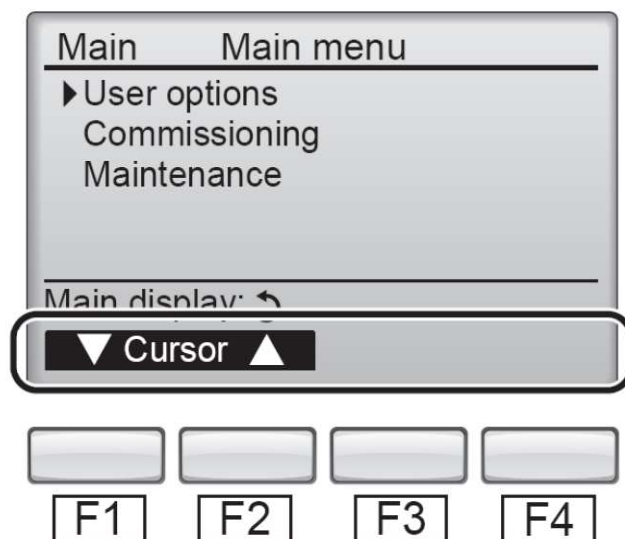 Main Main menu
▶User options
Commissioning
Maintenance
Main display: ↰
▼ Cursor ▲
F1 F2 F3 F4